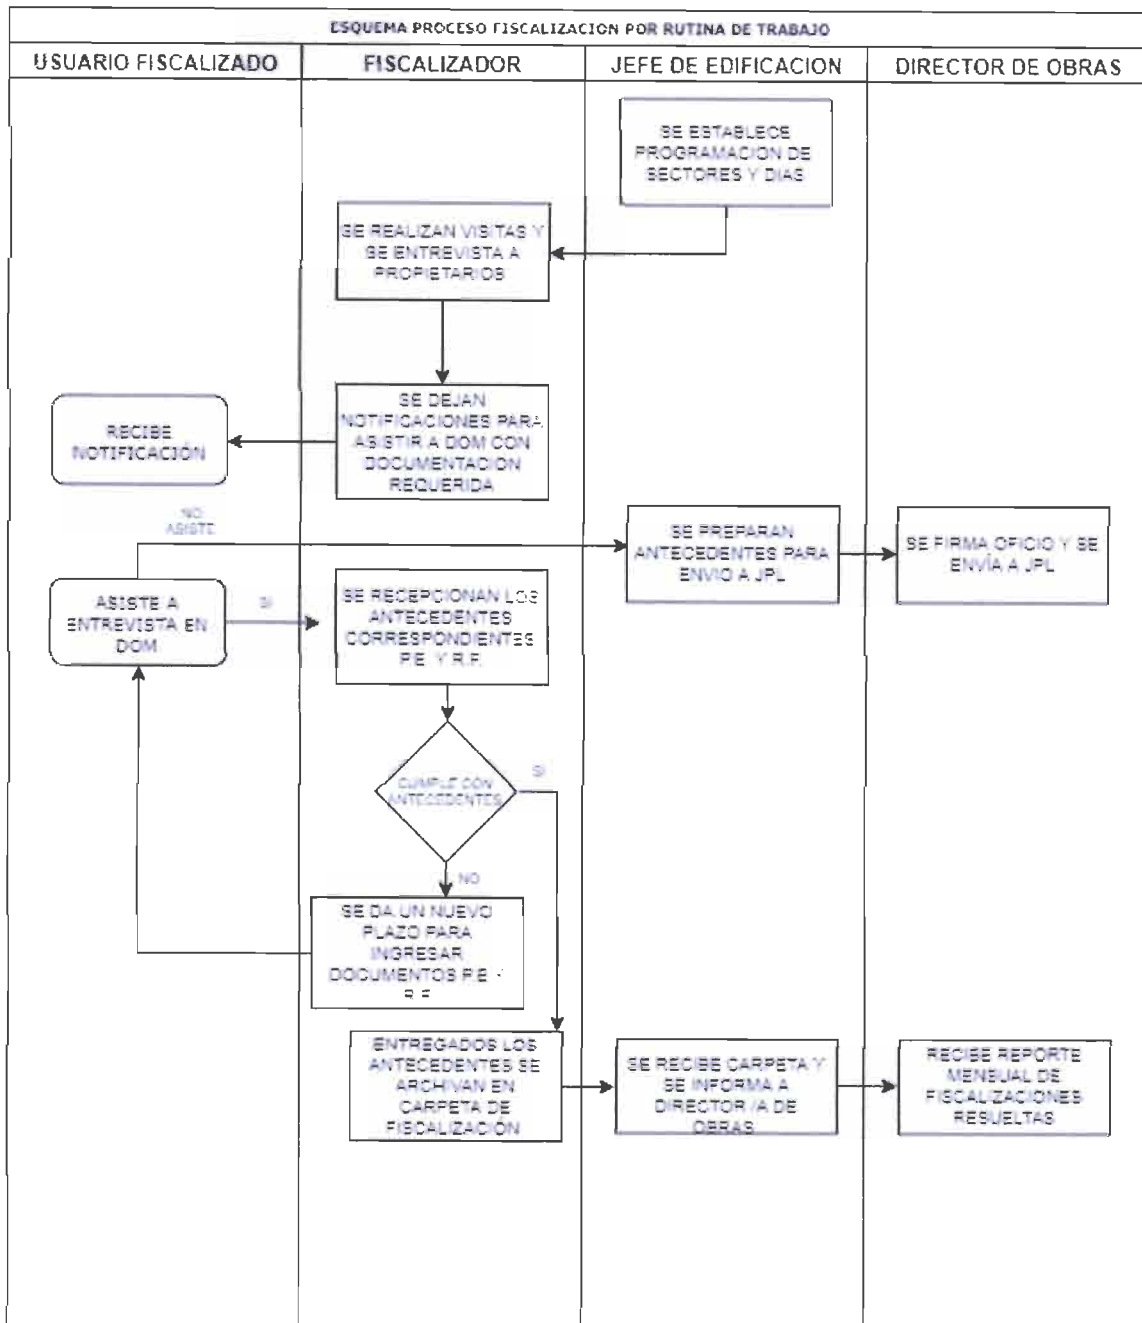 ESQUEMA PROCESO FISCALIZACION POR RUTINA DE TRABAJO
USUARIO FISCALIZADO
FISCALIZADOR
JEFE DE EDIFICACION
DIRECTOR DE OBRAS
SE ESTABLECE
PROGRAMACION DE
SECTORES Y DIAS
SE REALIZAN VISITAS Y
SE ENTREVISTA A
PROPIETARIOS
SE DEJAN
NOTIFICACIONES PARA
ASISTIR A DOM CON
DOCUMENTACION
REQUERIDA
RECIBE
NOTIFICACIÓN
NO
ASISTE
SE PREPARAN
ANTECEDENTES PARA
ENVIO A JPL
SE FIRMA OFICIO Y SE
ENVÍA A JPL
ASISTE A
ENTREVISTA EN
DOM
SI
SE RECEPCIONAN LOS
ANTECEDENTES
CORRESPONDIENTES
P.E. Y R.F.
CUMPLE CON
ANTECEDENTES
SI
NO
SE DA UN NUEVO
PLAZO PARA
INGRESAR
DOCUMENTOS P.E. Y
R.F.
ENTREGADOS LOS
ANTECEDENTES SE
ARCHIVAN EN
CARPETA DE
FISCALIZACIÓN
SE RECIBE CARPETA Y
SE INFORMA A
DIRECTOR /A DE
OBRAS
RECIBE REPORTE
MENSUAL DE
FISCALIZACIONES
RESUELTAS